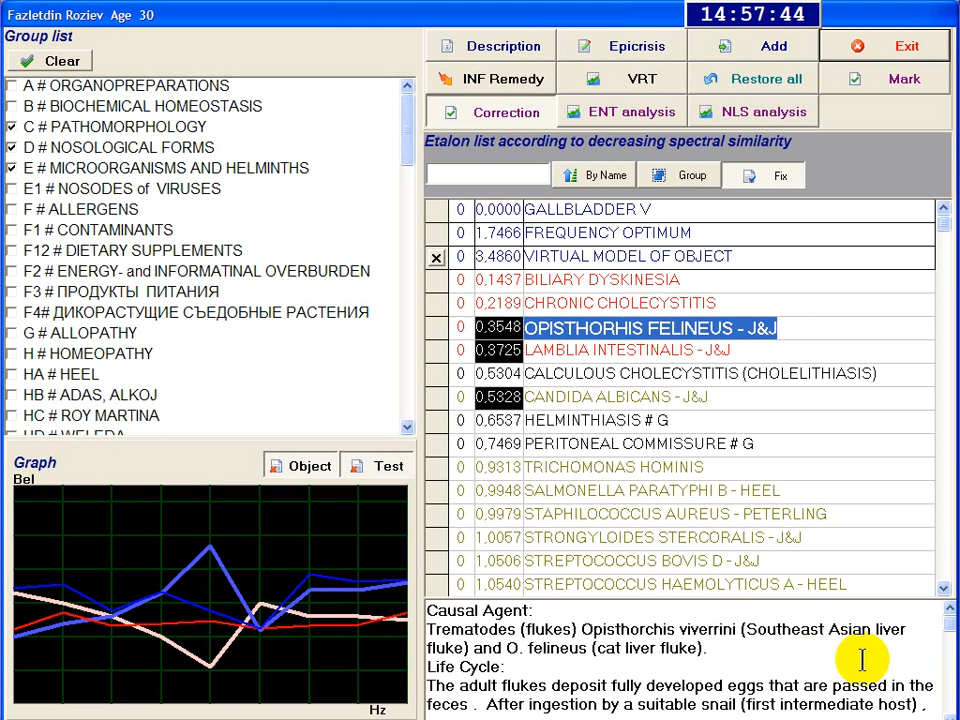 Fazletdin Roziev Age 30
14:57:44
Group list
Clear
A # ORGANOPREPARATIONS
B # BIOCHEMICAL HOMEOSTASIS
C # PATHOMORPHOLOGY
D # NOSOLOGICAL FORMS
E # MICROORGANISMS AND HELMINTHS
E1 # NOSODES of VIRUSES
F # ALLERGENS
F1 # CONTAMINANTS
F12 # DIETARY SUPPLEMENTS
F2 # ENERGY- and INFORMATINAL OVERBURDEN
F3 # ПРОДУКТЫ ПИТАНИЯ
F4# ДИКОРАСТУЩИЕ СЪЕДОБНЫЕ РАСТЕНИЯ
G # ALLOPATHY
H # HOMEOPATHY
HA # HEEL
HB # ADAS, ALKOJ
HC # ROY MARTINA
HD # WELEDA
Graph
Object
Test
Bel
Hz
Description
Epicrisis
Add
Exit
INF Remedy
VRT
Restore all
Mark
Correction
ENT analysis
NLS analysis
Etalon list according to decreasing spectral similarity
By Name
Group
Fix
0 0,0000 GALLBLADDER V
0 1,7466 FREQUENCY OPTIMUM
0 3,4860 VIRTUAL MODEL OF OBJECT
0 0,1437 BILIARY DYSKINESIA
0 0,2189 CHRONIC CHOLECYSTITIS
0 0,3548 OPISTHORHIS FELINEUS - J&J
0 0,3725 LAMBLIA INTESTINALIS - J&J
0 0,5304 CALCULOUS CHOLECYSTITIS (CHOLELITHIASIS)
0 0,5328 CANDIDA ALBICANS - J&J
0 0,6537 HELMINTHIASIS # G
0 0,7469 PERITONEAL COMMISSURE # G
0 0,9313 TRICHOMONAS HOMINIS
0 0,9948 SALMONELLA PARATYPHI B - HEEL
0 0,9979 STAPHILOCOCCUS AUREUS - PETERLING
0 1,0057 STRONGYLOIDES STERCORALIS - J&J
0 1,0506 STREPTOCOCCUS BOVIS D - J&J
0 1,0540 STREPTOCOCCUS HAEMOLYTICUS A - HEEL
Causal Agent:
Trematodes (flukes) Opisthorchis viverrini (Southeast Asian liver
fluke) and O. felineus (cat liver fluke).
Life Cycle:
The adult flukes deposit fully developed eggs that are passed in the
feces . After ingestion by a suitable snail (first intermediate host) ,